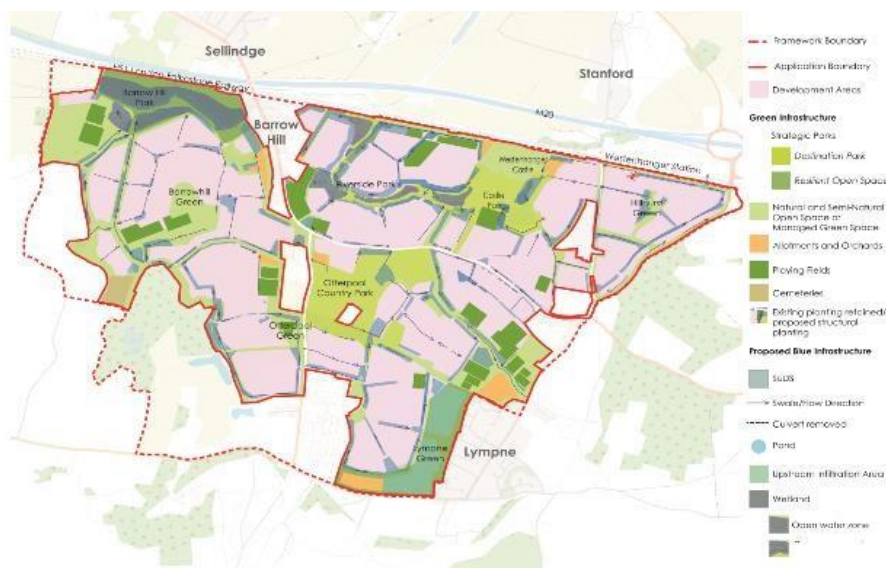 Sellindge
Stanford
M20
Barrow Hill
Park
Barrow
Hill
Westenhanger Station
Westenhanger
Castle
Riverside Park
Castle
Park
Barrowhill
Green
Hillhurst
Green
Otterpool
Country Park
Otterpool
Green
Lympne
Green
Lympne
Framework Boundary
Application Boundary
Development Areas
Green Infrastructure
Strategic Parks
Destination Park
Resilient Open Space
Natural and Semi-Natural
Open Space or
Managed Green Space
Allotments and Orchards
Playing Fields
Cemeteries
Existing planting retained/
proposed structural
planting
Proposed Blue Infrastructure
SuDS
Swale/Flow Direction
Culvert removed
Pond
Upstream Infiltration Area
Wetland
Open water zone